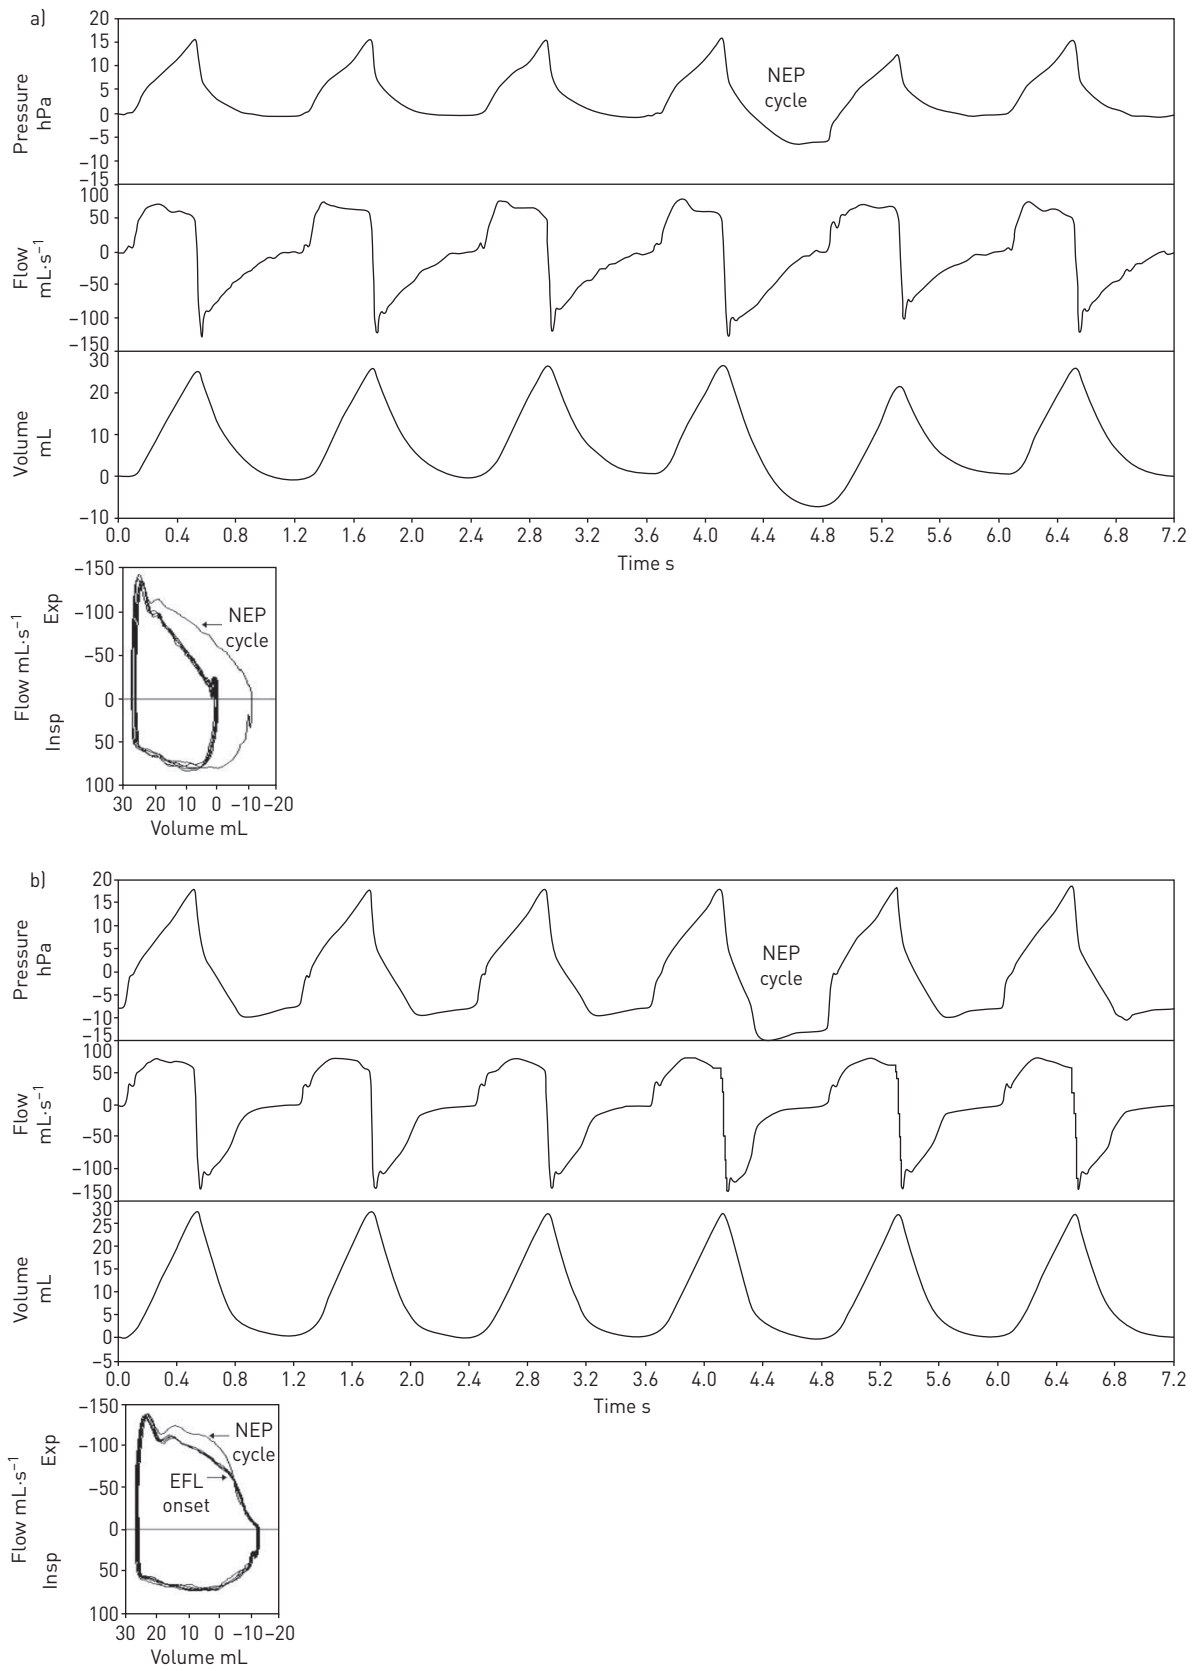 a)
20
15
10
5
0
–5
–10
–15
Pressure
hPa
NEP
cycle
100
50
0
–50
–100
–150
Flow
mL·s⁻¹
30
20
10
0
–10
Volume
mL
0.0 0.4 0.8 1.2 1.6 2.0 2.4 2.8 3.2 3.6 4.0 4.4 4.8 5.2 5.6 6.0 6.4 6.8 7.2
Time s
–150
–100
–50
0
50
100
Flow mL·s⁻¹
Exp
Insp
NEP
cycle
30 20 10 0 –10 –20
Volume mL
b)
20
15
10
5
0
–5
–10
–15
Pressure
hPa
NEP
cycle
100
50
0
–50
–100
–150
Flow
mL·s⁻¹
30
25
20
15
10
5
0
–5
Volume
mL
0.0 0.4 0.8 1.2 1.6 2.0 2.4 2.8 3.2 3.6 4.0 4.4 4.8 5.2 5.6 6.0 6.4 6.8 7.2
Time s
–150
–100
–50
0
50
100
Flow mL·s⁻¹
Exp
Insp
NEP
cycle
EFL
onset
30 20 10 0 –10 –20
Volume mL